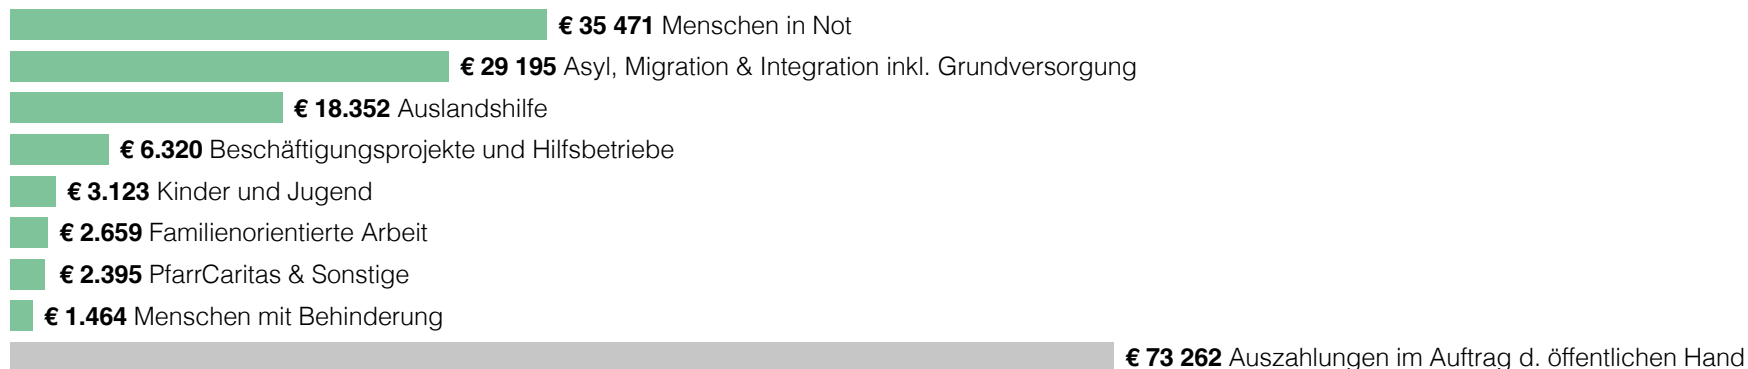 € 35 471 Menschen in Not
€ 29 195 Asyl, Migration & Integration inkl. Grundversorgung
€ 18.352 Auslandshilfe
€ 6.320 Beschäftigungsprojekte und Hilfsbetriebe
€ 3.123 Kinder und Jugend
€ 2.659 Familienorientierte Arbeit
€ 2.395 PfarrCaritas & Sonstige
€ 1.464 Menschen mit Behinderung
€ 73 262 Auszahlungen im Auftrag d. öffentlichen Hand